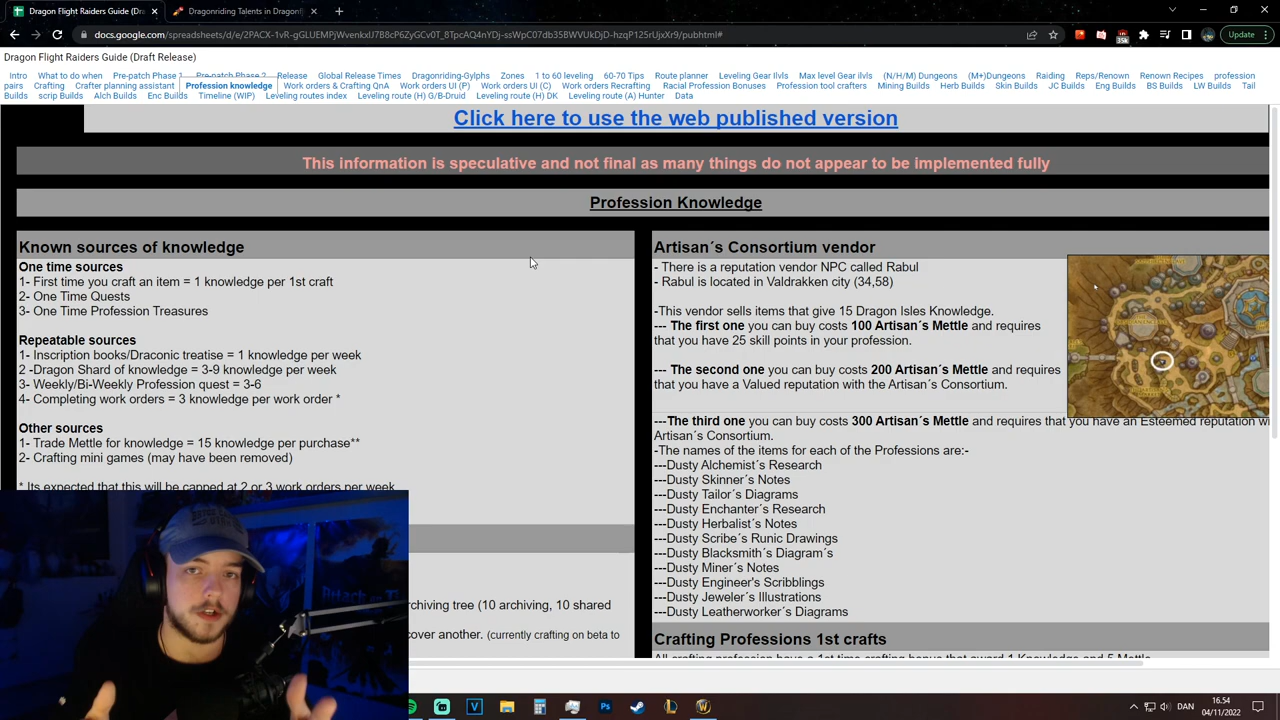 Dragon Flight Raiders Guide (Dra
Dragonriding Talents in Dragonfl
docs.google.com/spreadsheets/d/e/2PACX-1vR-gGLUEMPjWvenkxlJ7B8cP6ZyGCv0T_8TpcAQ4nYDj-ssWpC07db35BWVUkDjD-hzqP125rUjxXr9/pubhtml#
35k
Update
Dragon Flight Raiders Guide (Draft Release)
Intro What to do when Pre-patch Phase 1 Pre-patch Phase 2 Release Global Release Times Dragonriding-Gylphs Zones 1 to 60 leveling 60-70 Tips Route planner Leveling Gear Ilvls Max level Gear ilvls (N/H/M) Dungeons (M+)Dungeons Raiding Reps/Renown Renown Recipes profession
pairs Crafting Crafter planning assistant Profession knowledge Work orders & Crafting QnA Work orders UI (P) Work orders UI (C) Work orders Recrafting Racial Profession Bonuses Profession tool crafters Mining Builds Herb Builds Skin Builds JC Builds Eng Builds BS Builds LW Builds Tail
Builds scrip Builds Alch Builds Enc Builds Timeline (WIP) Leveling routes index Leveling route (H) G/B-Druid Leveling route (H) DK Leveling route (A) Hunter Data
Click here to use the web published version
This information is speculative and not final as many things do not appear to be implemented fully
Profession Knowledge
Known sources of knowledge
One time sources
1- First time you craft an item = 1 knowledge per 1st craft
2- One Time Quests
3- One Time Profession Treasures
Repeatable sources
1- Inscription books/Draconic treatise = 1 knowledge per week
2 -Dragon Shard of knowledge = 3-9 knowledge per week
3- Weekly/Bi-Weekly Profession quest = 3-6
4- Completing work orders = 3 knowledge per work order *
Other sources
1- Trade Mettle for knowledge = 15 knowledge per purchase**
2- Crafting mini games (may have been removed)
* Its expected that this will be capped at 2 or 3 work orders per week
rchiving tree (10 archiving, 10 shared
cover another. (currently crafting on beta to
Artisan´s Consortium vendor
- There is a reputation vendor NPC called Rabul
- Rabul is located in Valdrakken city (34,58)
-This vendor sells items that give 15 Dragon Isles Knowledge.
--- The first one you can buy costs 100 Artisan's Mettle and requires
that you have 25 skill points in your profession.
--- The second one you can buy costs 200 Artisan's Mettle and requires
that you have a Valued reputation with the Artisan's Consortium.
---The third one you can buy costs 300 Artisan's Mettle and requires that you have an Esteemed reputation wi
Artisan's Consortium.
-The names of the items for each of the Professions are:-
---Dusty Alchemist´s Research
---Dusty Skinner´s Notes
---Dusty Tailor´s Diagrams
---Dusty Enchanter´s Research
---Dusty Herbalist´s Notes
---Dusty Scribe´s Runic Drawings
---Dusty Blacksmith´s Diagram´s
---Dusty Miner´s Notes
---Dusty Engineer's Scribblings
---Dusty Jeweler´s Illustrations
---Dusty Leatherworker´s Diagrams
Crafting Professions 1st crafts
DAN
16.54
04/11/2022